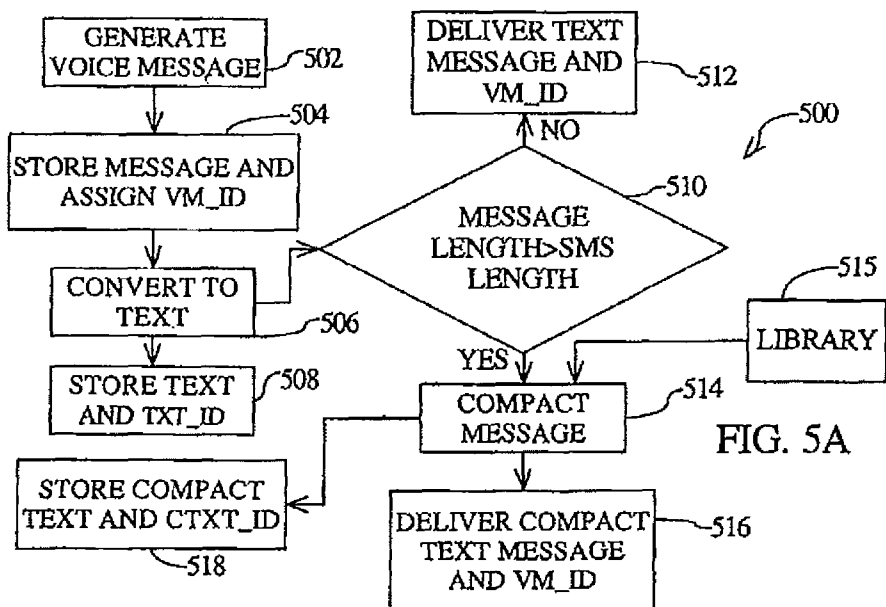 GENERATE
VOICE MESSAGE
502
504
STORE MESSAGE AND
ASSIGN VM_ID
CONVERT TO
TEXT
506
STORE TEXT
AND TXT_ID
508
DELIVER TEXT
MESSAGE AND
VM_ID
512
NO
500
510
MESSAGE
LENGTH>SMS
LENGTH
YES
515
LIBRARY
COMPACT
MESSAGE
514
FIG. 5A
STORE COMPACT
TEXT AND CTXT_ID
518
DELIVER COMPACT
TEXT MESSAGE
AND VM_ID
516